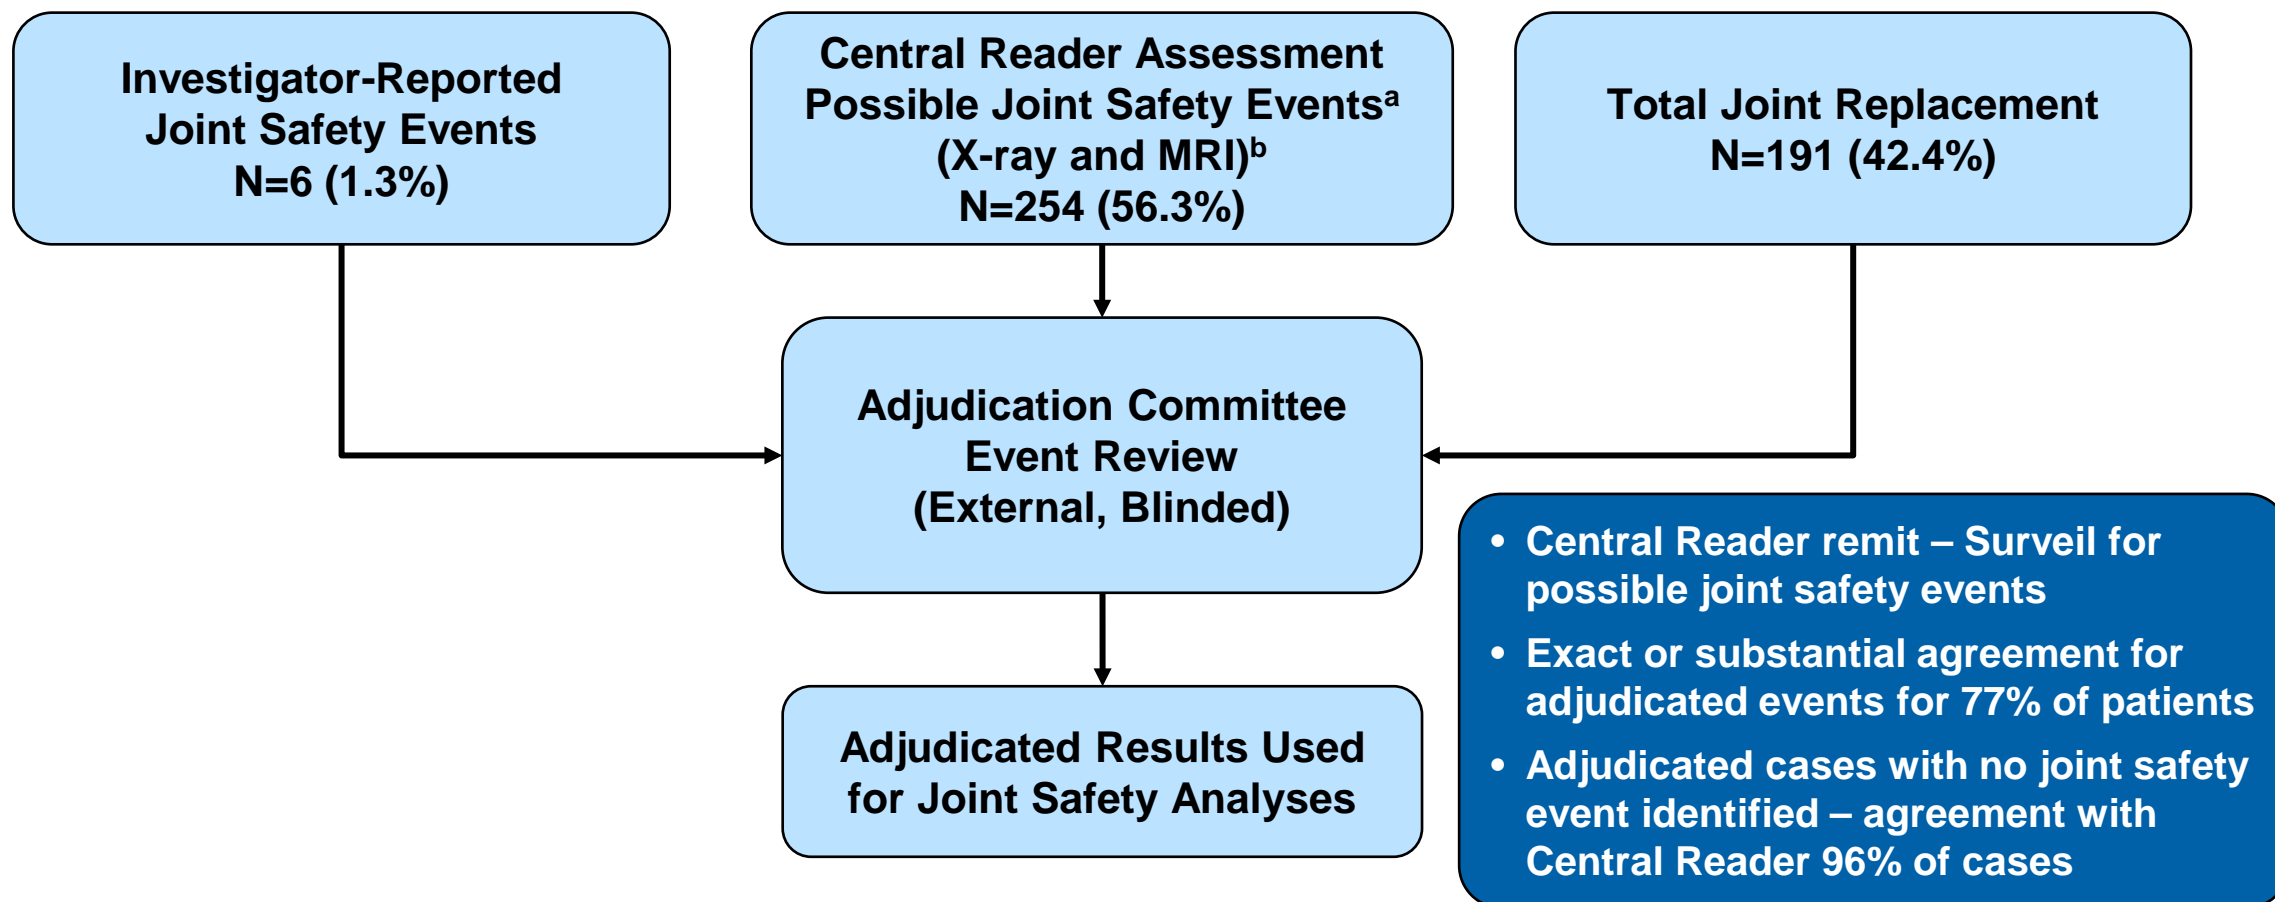 Investigator-Reported
Joint Safety Events
N=6 (1.3%)
Central Reader Assessment
Possible Joint Safety Eventsᵃ
(X-ray and MRI)ᵇ
N=254 (56.3%)
Total Joint Replacement
N=191 (42.4%)
Adjudication Committee
Event Review
(External, Blinded)
Adjudicated Results Used
for Joint Safety Analyses
• Central Reader remit – Surveil for
possible joint safety events
• Exact or substantial agreement for
adjudicated events for 77% of patients
• Adjudicated cases with no joint safety
event identified – agreement with
Central Reader 96% of cases